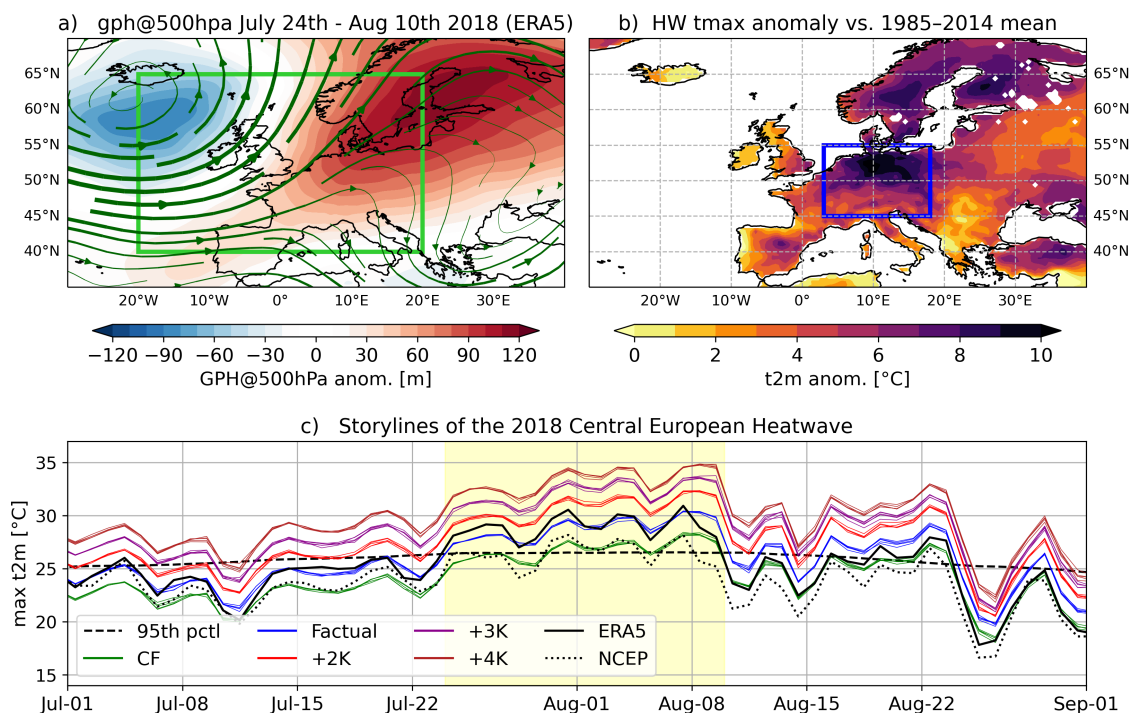 a) gph@500hpa July 24th - Aug 10th 2018 (ERA5)
65°N
60°N
55°N
50°N
45°N
40°N
20°W 10°W 0° 10°E 20°E 30°E
−120 −90 −60 −30 0 30 60 90 120
GPH@500hPa anom. [m]
b) HW tmax anomaly vs. 1985–2014 mean
65°N
60°N
55°N
50°N
45°N
40°N
20°W 10°W 0° 10°E 20°E 30°E
0 2 4 6 8 10
t2m anom. [°C]
c) Storylines of the 2018 Central European Heatwave
max t2m [°C]
35
30
25
20
15
95th pctl Factual +3K ERA5
CF +2K +4K NCEP
Jul-01 Jul-08 Jul-15 Jul-22 Aug-01 Aug-08 Aug-15 Aug-22 Sep-01